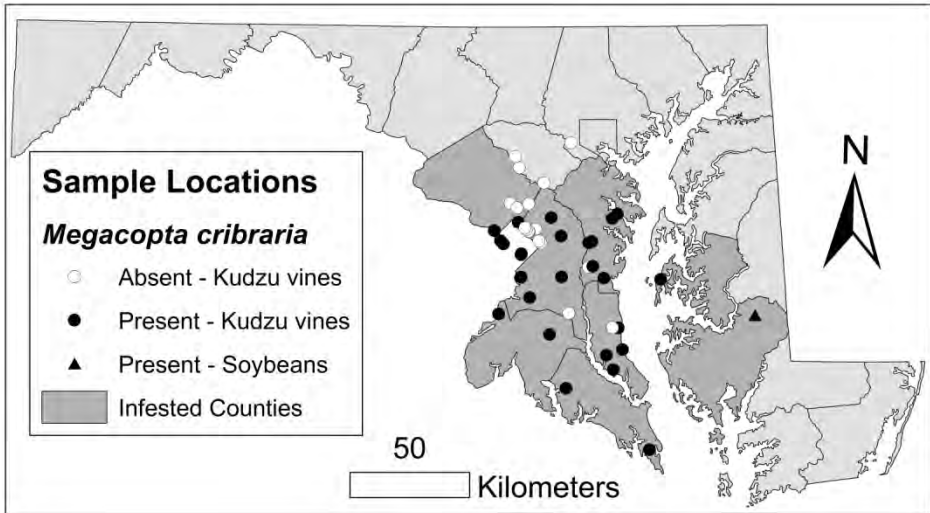 N
Sample Locations
Megacopta cribraria
Absent - Kudzu vines
Present - Kudzu vines
Present - Soybeans
Infested Counties
50
Kilometers